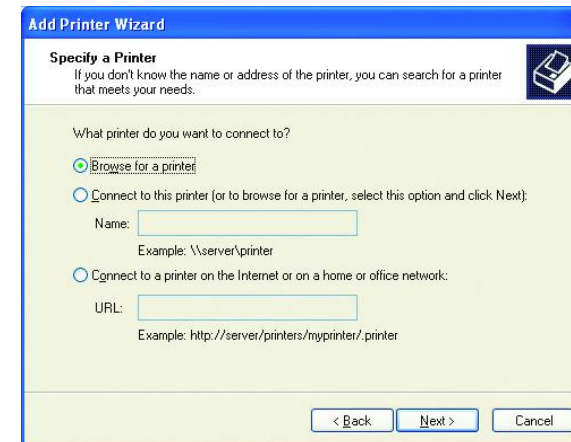 Add Printer Wizard
Specify a Printer
If you don't know the name or address of the printer, you can search for a printer
that meets your needs.
What printer do you want to connect to?
Browse for a printer
Connect to this printer (or to browse for a printer, select this option and click Next):
Name:
Example: \\server\printer
Connect to a printer on the Internet or on a home or office network:
URL:
Example: http://server/printers/myprinter/.printer
< Back Next > Cancel